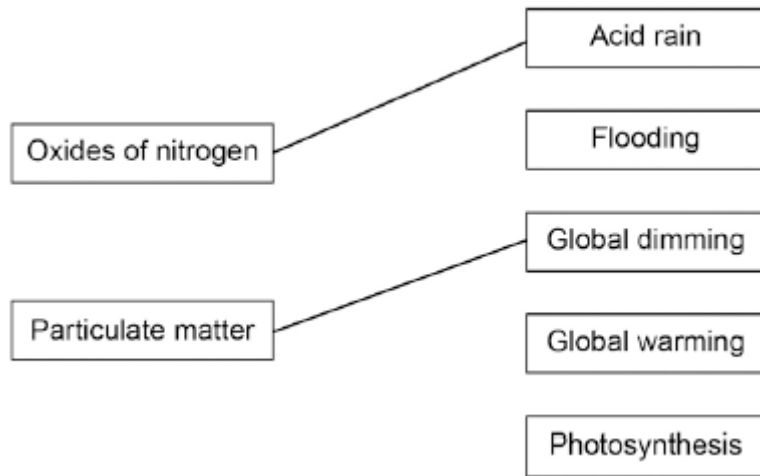 Oxides of nitrogen
Particulate matter
Acid rain
Flooding
Global dimming
Global warming
Photosynthesis